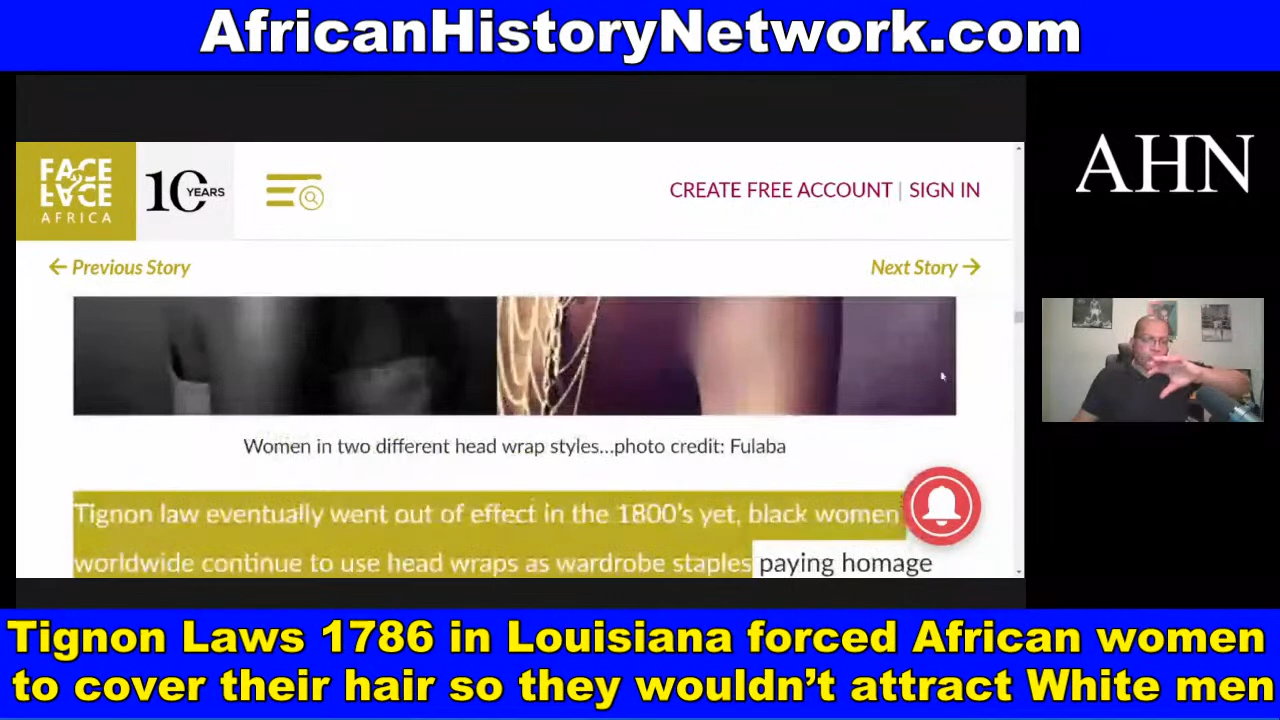 AfricanHistoryNetwork.com
FACE
2
FACE
AFRICA
10 YEARS
CREATE FREE ACCOUNT | SIGN IN
AHN
← Previous Story
Next Story →
Women in two different head wrap styles...photo credit: Fulaba
Tignon law eventually went out of effect in the 1800's yet, black women
worldwide continue to use head wraps as wardrobe staples paying homage
Tignon Laws 1786 in Louisiana forced African women
to cover their hair so they wouldn't attract White men